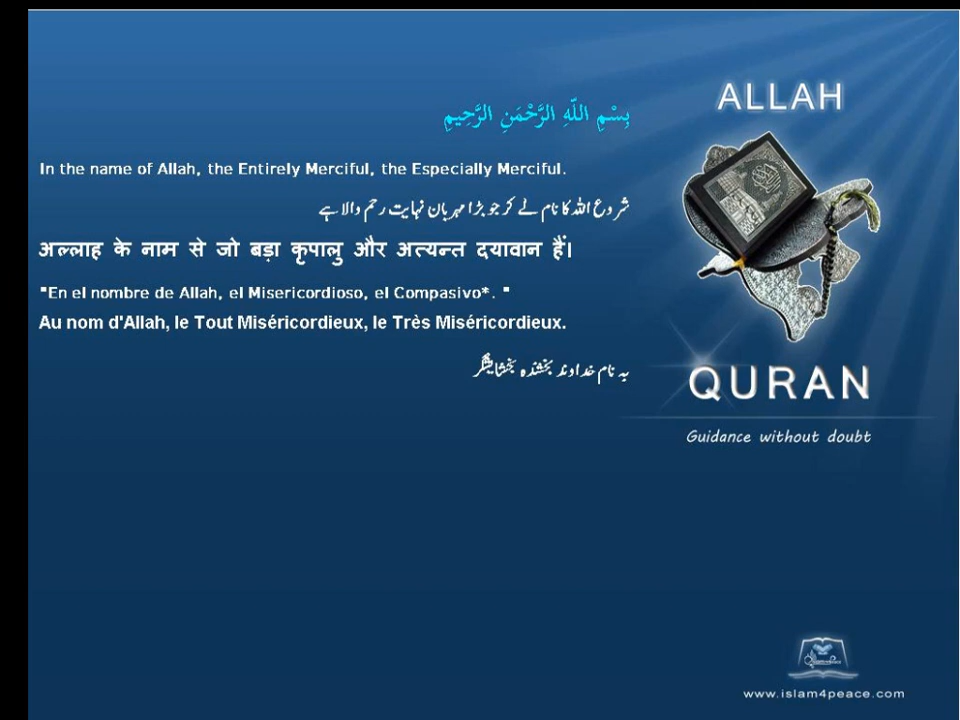 بِسْمِ اللّهِ الرَّحْمَنِ الرَّحِيمِ
In the name of Allah, the Entirely Merciful, the Especially Merciful.
شروع الله کا نام لے کر جو بڑا مہربان نہایت رحم والا ہے
अल्लाह के नाम से जो बड़ा कृपालु और अत्यन्त दयावान हैं।
"En el nombre de Allah, el Misericordioso, el Compasivo*. "
Au nom d'Allah, le Tout Miséricordieux, le Très Miséricordieux.
به نام خداوند بخشنده بخشایشگر
ALLAH
QURAN
Guidance without doubt
www.islam4peace.com